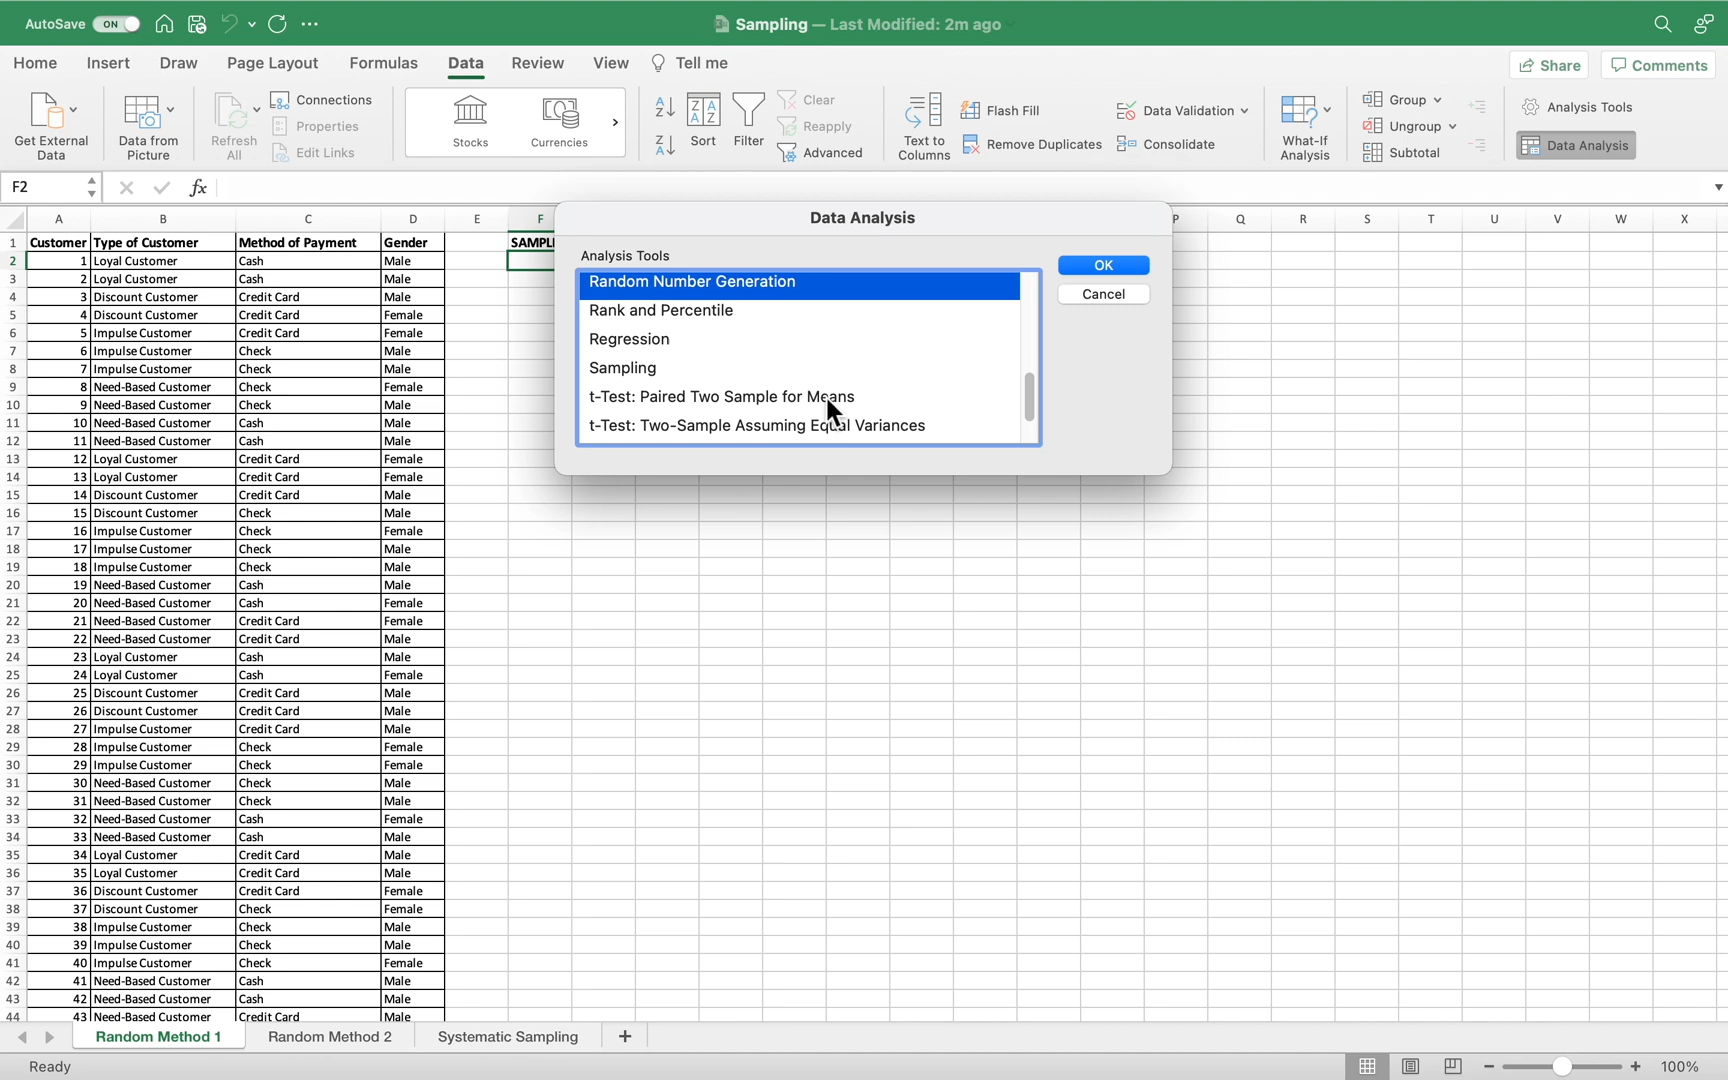 AutoSave ON Sampling — Last Modified: 2m ago
Home Insert Draw Page Layout Formulas Data Review View Tell me Share Comments
Get External Data
Data from Picture
Refresh All
Connections
Properties
Edit Links
Stocks
Currencies
Sort
Filter
Clear
Reapply
Advanced
Text to Columns
Flash Fill
Remove Duplicates
Data Validation
Consolidate
What-If Analysis
Group
Ungroup
Subtotal
Analysis Tools
Data Analysis
F2 fx
A B C D E F P Q R S T U V W X
1 Customer Type of Customer Method of Payment Gender SAMPL
2 1 Loyal Customer Cash Male
3 2 Loyal Customer Cash Male
4 3 Discount Customer Credit Card Male
5 4 Discount Customer Credit Card Female
6 5 Impulse Customer Credit Card Female
7 6 Impulse Customer Check Male
8 7 Impulse Customer Check Male
9 8 Need-Based Customer Check Female
10 9 Need-Based Customer Check Male
11 10 Need-Based Customer Cash Male
12 11 Need-Based Customer Cash Male
13 12 Loyal Customer Credit Card Female
14 13 Loyal Customer Credit Card Female
15 14 Discount Customer Credit Card Male
16 15 Discount Customer Check Male
17 16 Impulse Customer Check Female
18 17 Impulse Customer Check Male
19 18 Impulse Customer Check Male
20 19 Need-Based Customer Cash Male
21 20 Need-Based Customer Cash Female
22 21 Need-Based Customer Credit Card Female
23 22 Need-Based Customer Credit Card Male
24 23 Loyal Customer Cash Male
25 24 Loyal Customer Cash Female
26 25 Discount Customer Credit Card Male
27 26 Discount Customer Credit Card Male
28 27 Impulse Customer Credit Card Male
29 28 Impulse Customer Check Female
30 29 Impulse Customer Check Female
31 30 Need-Based Customer Check Male
32 31 Need-Based Customer Check Male
33 32 Need-Based Customer Cash Female
34 33 Need-Based Customer Cash Male
35 34 Loyal Customer Credit Card Male
36 35 Loyal Customer Credit Card Male
37 36 Discount Customer Credit Card Female
38 37 Discount Customer Check Female
39 38 Impulse Customer Check Male
40 39 Impulse Customer Check Male
41 40 Impulse Customer Check Female
42 41 Need-Based Customer Cash Male
43 42 Need-Based Customer Cash Male
44 43 Need-Based Customer Credit Card Male
Data Analysis
Analysis Tools
Random Number Generation
Rank and Percentile
Regression
Sampling
t-Test: Paired Two Sample for Means
t-Test: Two-Sample Assuming Equal Variances
OK
Cancel
Random Method 1 Random Method 2 Systematic Sampling
Ready 100%